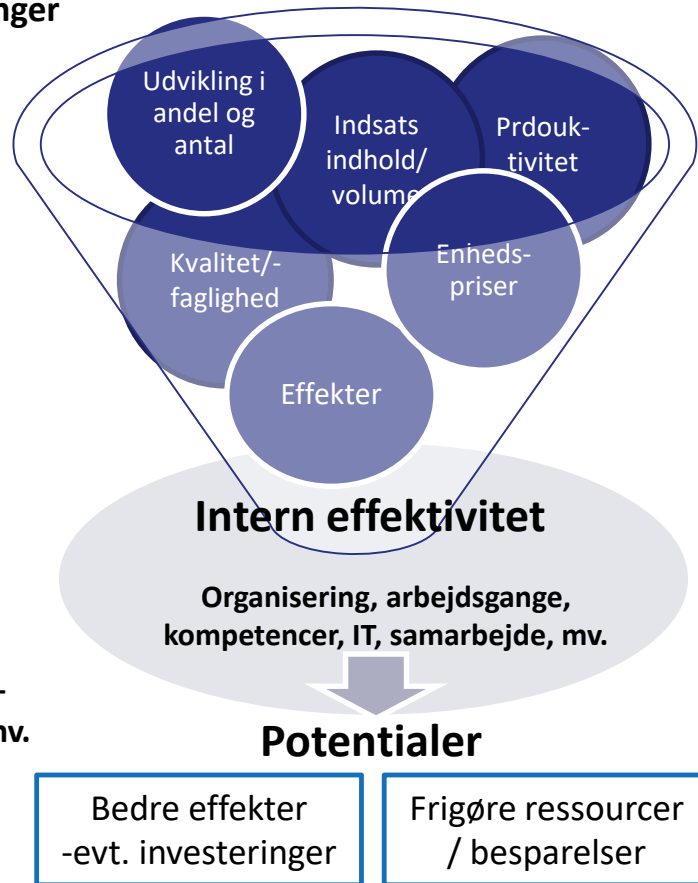 nger
Udvikling i
andel og
antal
Indsats
indhold/
volume
Prdouk-
tivitet
Kvalitet/-
faglighed
Enheds-
priser
Effekter
Intern effektivitet
Organisering, arbejdsgange,
kompetencer, IT, samarbejde, mv.
-
nv.
Potentialer
Bedre effekter
-evt. investeringer
Frigøre ressourcer
/ besparelser